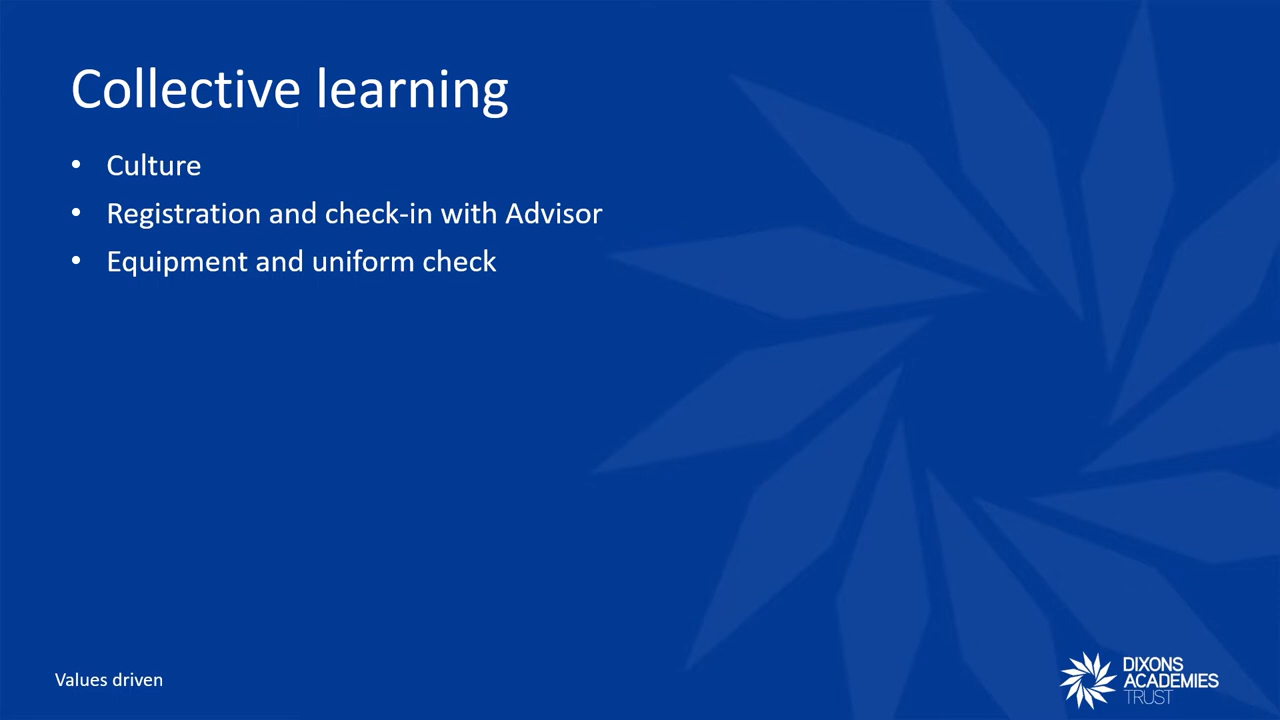 Collective learning
• Culture
• Registration and check-in with Advisor
• Equipment and uniform check
Values driven
DIXONS
ACADEMIES
TRUST